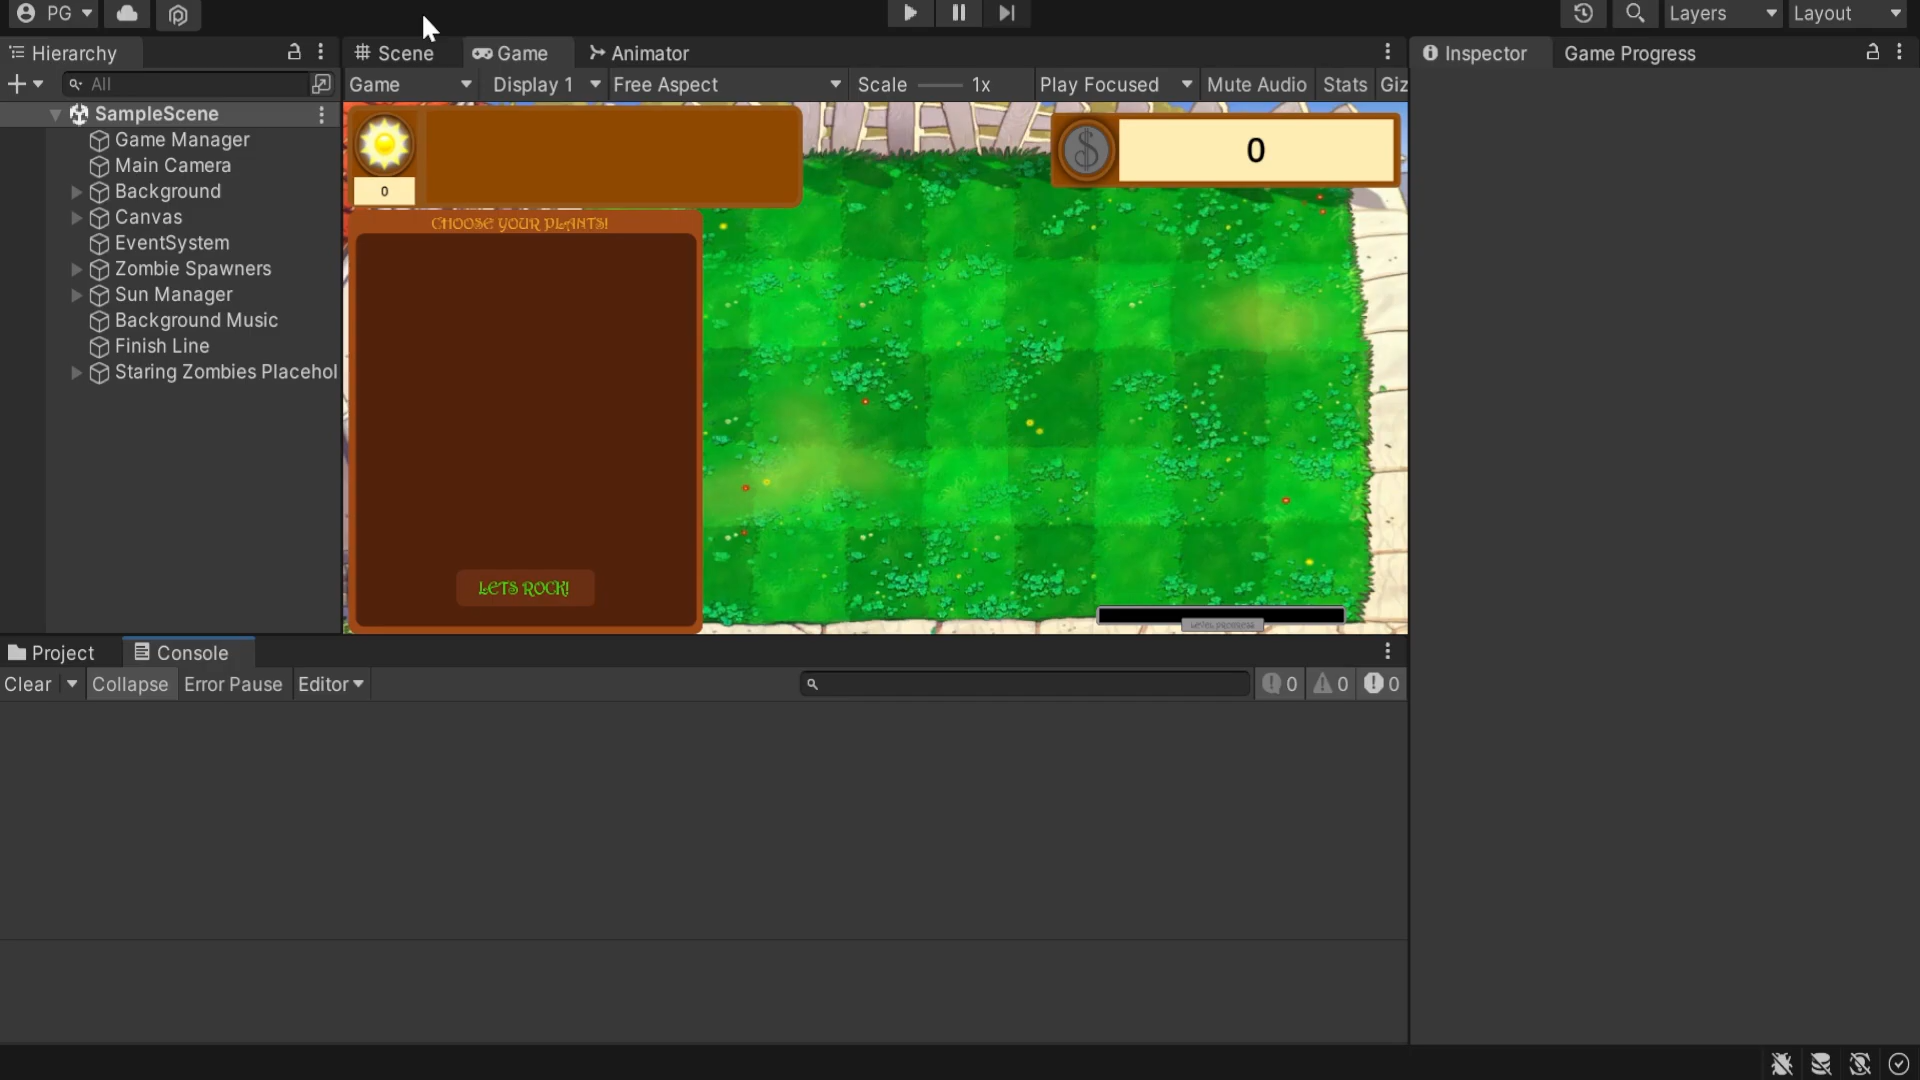 PG
Layers
Layout
Hierarchy
Scene
Game
Animator
Inspector
Game Progress
All
Game
Display 1
Free Aspect
Scale
1x
Play Focused
Mute Audio
Stats
Giz
SampleScene
Game Manager
Main Camera
Background
Canvas
EventSystem
Zombie Spawners
Sun Manager
Background Music
Finish Line
Staring Zombies Placehol
0
0
CHOOSE YOUR PLANTS!
LETS ROCK!
LEVEL PROGRESS
Project
Console
Clear
Collapse
Error Pause
Editor
0
0
0